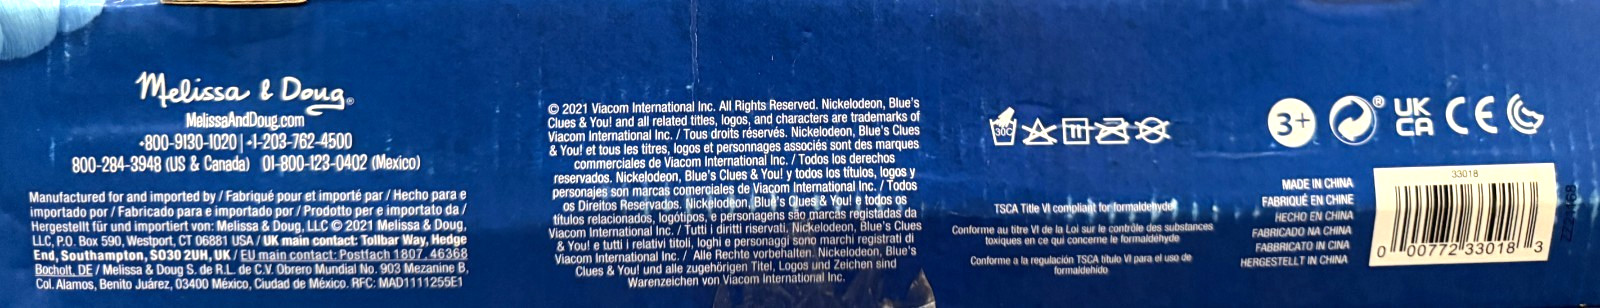 Melissa & Doug®
MelissaAndDoug.com
+800-9130-1020 | +1-203-762-4500
800-284-3948 (US & Canada) 01-800-123-0402 (Mexico)
Manufactured for and imported by / Fabriqué pour et importé par / Hecho para e
importado por / Fabricado para e importado por / Prodotto per e importato da /
Hergestellt für und importiert von: Melissa & Doug, LLC © 2021 Melissa & Doug,
LLC, P.O. Box 590, Westport, CT 06881 USA / UK main contact: Tollbar Way, Hedge
End, Southampton, SO30 2UH, UK / EU main contact: Postfach 1807, 46368
Bocholt, DE / Melissa & Doug S. de R.L. de C.V. Obrero Mundial No. 903 Mezanine B,
Col. Alamos, Benito Juárez, 03400 México, Ciudad de México. RFC: MAD1111255E1
© 2021 Viacom International Inc. All Rights Reserved. Nickelodeon, Blue's
Clues & You! and all related titles, logos, and characters are trademarks of
Viacom International Inc. / Tous droits réservés. Nickelodeon, Blue's Clues
& You! et tous les titres, logos et personnages associés sont des marques
commerciales de Viacom International Inc. / Todos los derechos
reservados. Nickelodeon, Blue's Clues & You! y todos los títulos, logos y
personajes son marcas comerciales de Viacom International Inc. / Todos
os Direitos Reservados. Nickelodeon, Blue's Clues & You! e todos os
títulos relacionados, logótipos, e personagens são marcas registadas da
Viacom International Inc. / Tutti i diritti riservati. Nickelodeon, Blue's Clues
& You! e tutti i relativi titoli, loghi e personaggi sono marchi registrati di
Viacom International Inc. / Alle Rechte vorbehalten. Nickelodeon, Blue's
Clues & You! und alle zugehörigen Titel, Logos und Zeichen sind
Warenzeichen von Viacom International Inc.
30C
TSCA Title VI compliant for formaldehyde
Conforme au titre VI de la Loi sur le contrôle des substances
toxiques en ce qui concerne le formaldéhyde
Conforme a la regulación TSCA título VI para el uso de
formaldehido
3+ ® UK CA CE
MADE IN CHINA
FABRIQUÉ EN CHINE
HECHO EN CHINA
FABRICADO NA CHINA
FABBRICATO IN CINA
HERGESTELLT IN CHINA
33018
0 00772 33018 3